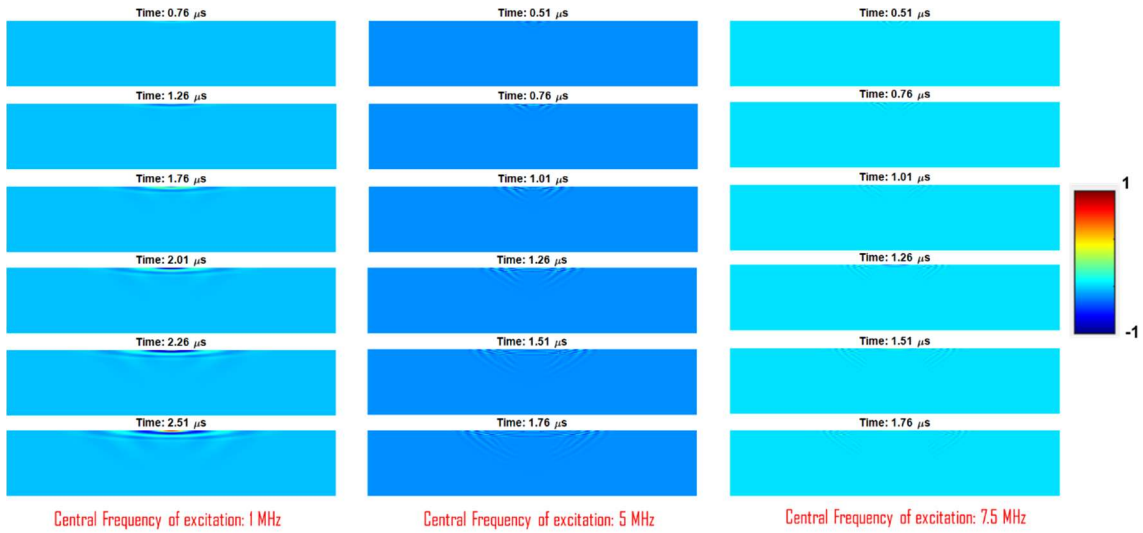 Time: 0.76 μs
Time: 1.26 μs
Time: 1.76 μs
Time: 2.01 μs
Time: 2.26 μs
Time: 2.51 μs
Central Frequency of excitation: 1 MHz
Time: 0.51 μs
Time: 0.76 μs
Time: 1.01 μs
Time: 1.26 μs
Time: 1.51 μs
Time: 1.76 μs
Central Frequency of excitation: 5 MHz
Time: 0.51 μs
Time: 0.76 μs
Time: 1.01 μs
Time: 1.26 μs
Time: 1.51 μs
Time: 1.76 μs
Central Frequency of excitation: 7.5 MHz
1
-1